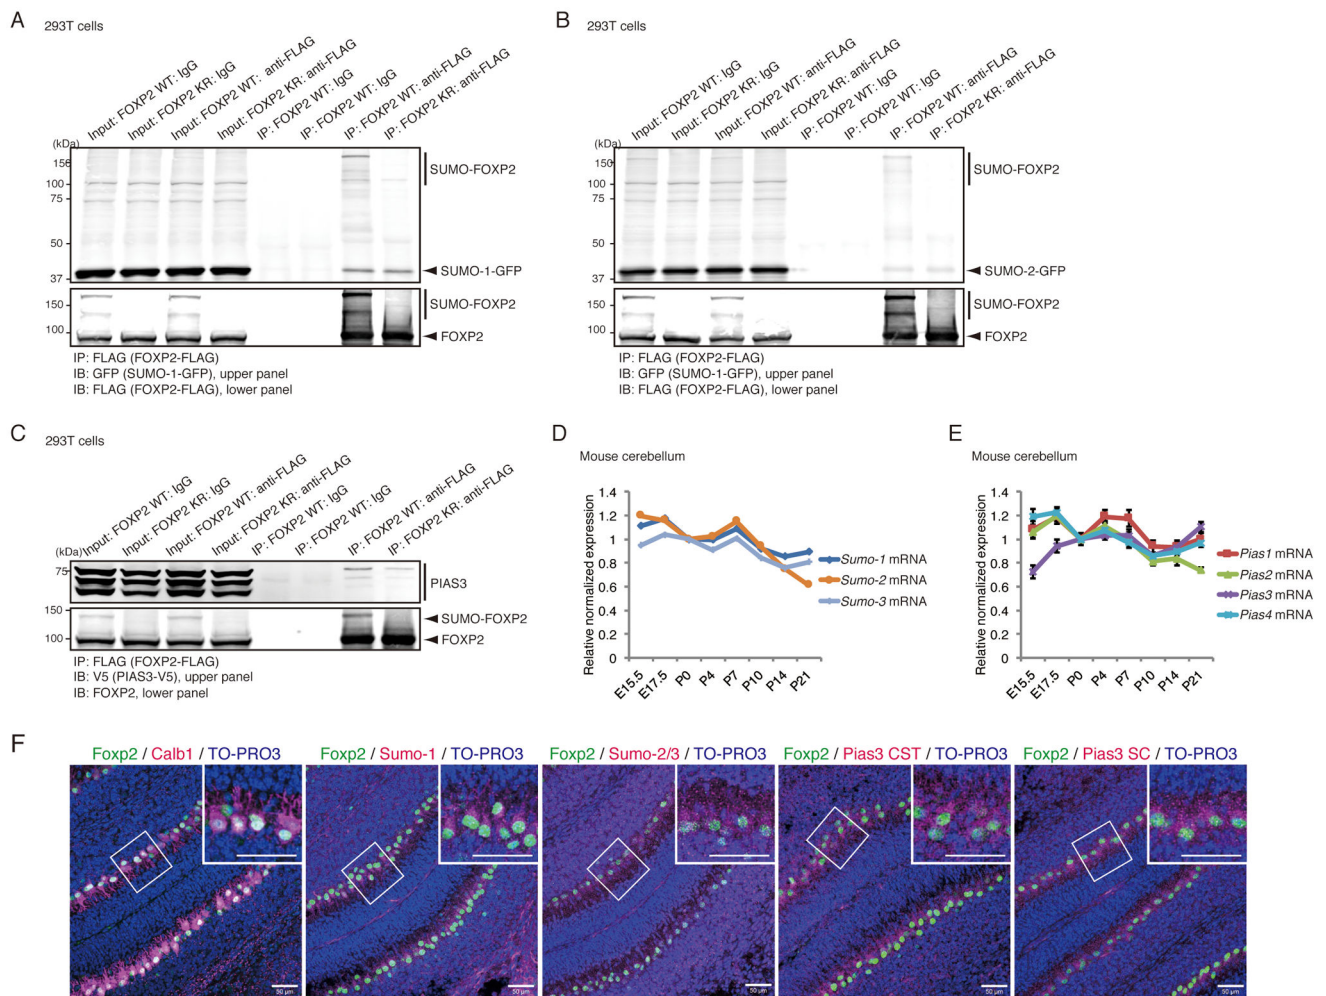 A
293T cells
Input: FOXP2 WT: IgG
Input: FOXP2 KR: IgG
Input: FOXP2 WT: anti-FLAG
Input: FOXP2 KR: anti-FLAG
IP: FOXP2 WT: IgG
IP: FOXP2 WT: IgG
IP: FOXP2 WT: anti-FLAG
IP: FOXP2 KR: anti-FLAG
(kDa)
150
100
75
50
37
SUMO-FOXP2
SUMO-1-GFP
150
100
SUMO-FOXP2
FOXP2
IP: FLAG (FOXP2-FLAG)
IB: GFP (SUMO-1-GFP), upper panel
IB: FLAG (FOXP2-FLAG), lower panel
B
293T cells
Input: FOXP2 WT: IgG
Input: FOXP2 KR: IgG
Input: FOXP2 WT: anti-FLAG
Input: FOXP2 KR: anti-FLAG
IP: FOXP2 WT: IgG
IP: FOXP2 WT: IgG
IP: FOXP2 WT: anti-FLAG
IP: FOXP2 KR: anti-FLAG
(kDa)
150
100
75
50
37
SUMO-FOXP2
SUMO-2-GFP
150
100
SUMO-FOXP2
FOXP2
IP: FLAG (FOXP2-FLAG)
IB: GFP (SUMO-1-GFP), upper panel
IB: FLAG (FOXP2-FLAG), lower panel
C
293T cells
Input: FOXP2 WT: IgG
Input: FOXP2 KR: IgG
Input: FOXP2 WT: anti-FLAG
Input: FOXP2 KR: anti-FLAG
IP: FOXP2 WT: IgG
IP: FOXP2 WT: IgG
IP: FOXP2 WT: anti-FLAG
IP: FOXP2 KR: anti-FLAG
(kDa)
75
PIAS3
150
100
SUMO-FOXP2
FOXP2
IP: FLAG (FOXP2-FLAG)
IB: V5 (PIAS3-V5), upper panel
IB: FOXP2, lower panel
D
Mouse cerebellum
Relative normalized expression
1.4
1.2
1
0.8
0.6
0.4
0.2
0
E15.5
E17.5
P0
P4
P7
P10
P14
P21
Sumo-1 mRNA
Sumo-2 mRNA
Sumo-3 mRNA
E
Mouse cerebellum
Relative normalized expression
1.4
1.2
1
0.8
0.6
0.4
0.2
0
E15.5
E17.5
P0
P4
P7
P10
P14
P21
Pias1 mRNA
Pias2 mRNA
Pias3 mRNA
Pias4 mRNA
F
Foxp2 / Calb1 / TO-PRO3
Foxp2 / Sumo-1 / TO-PRO3
Foxp2 / Sumo-2/3 / TO-PRO3
Foxp2 / Pias3 CST / TO-PRO3
Foxp2 / Pias3 SC / TO-PRO3
50 µm
50 µm
50 µm
50 µm
50 µm